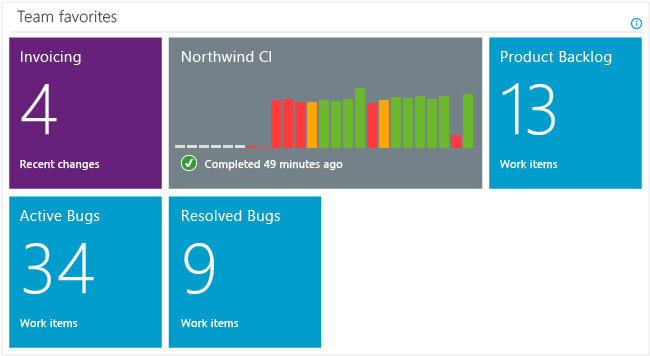 Team favorites
Invoicing
4
Recent changes
Northwind CI
Completed 49 minutes ago
Product Backlog
13
Work items
Active Bugs
34
Work items
Resolved Bugs
9
Work items